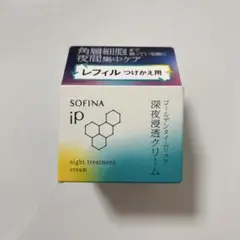 角層細胞
夜間集中ケア
レフィル つけかえ用
SOFINA
iP
night treatment
cream
ゴールデンタイムリペア
深夜浸透クリーム